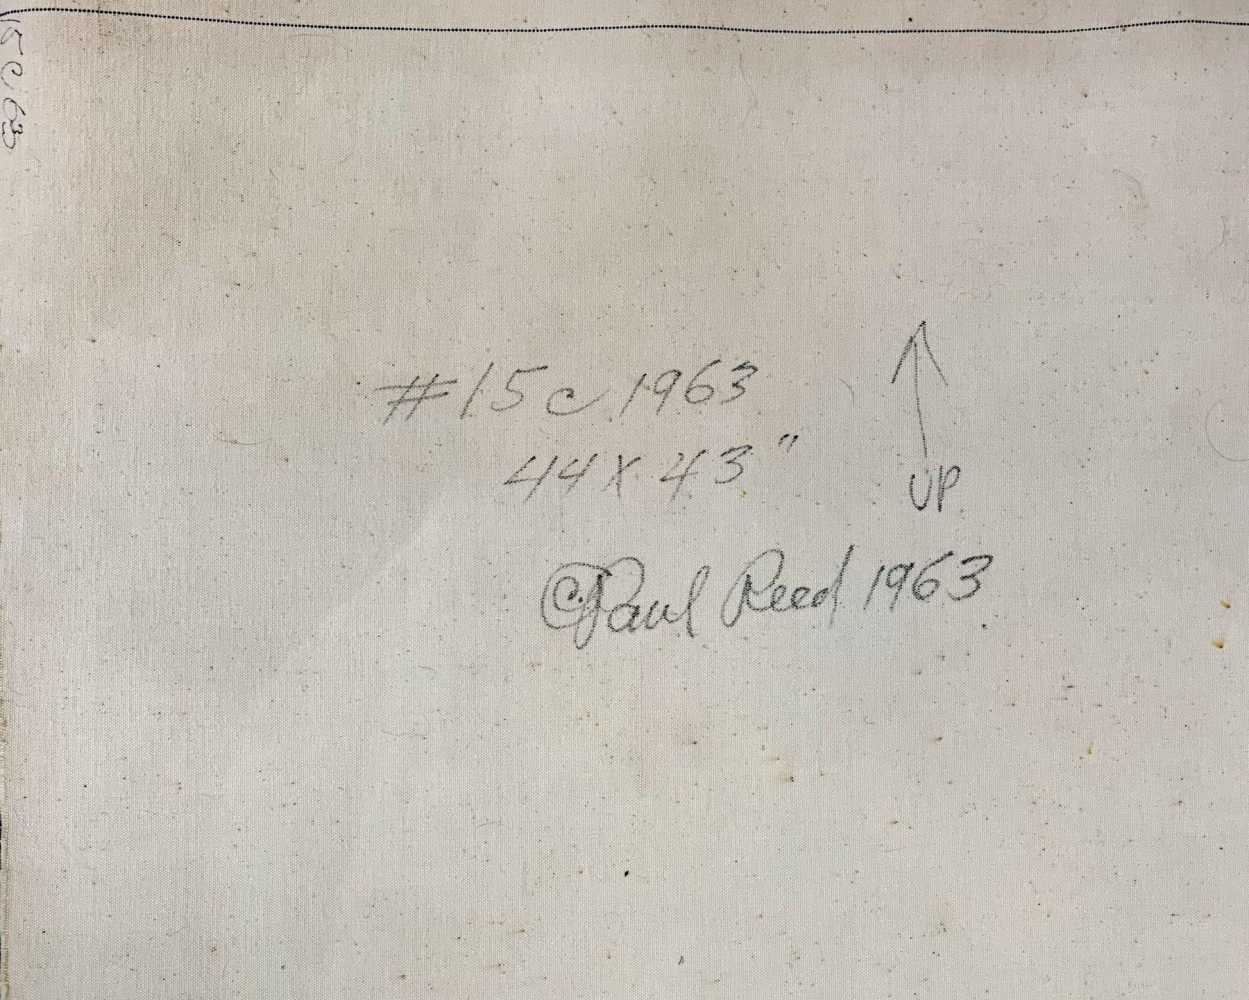 15C63
#15c 1963
44 X 43"
UP
©Paul Reed 1963